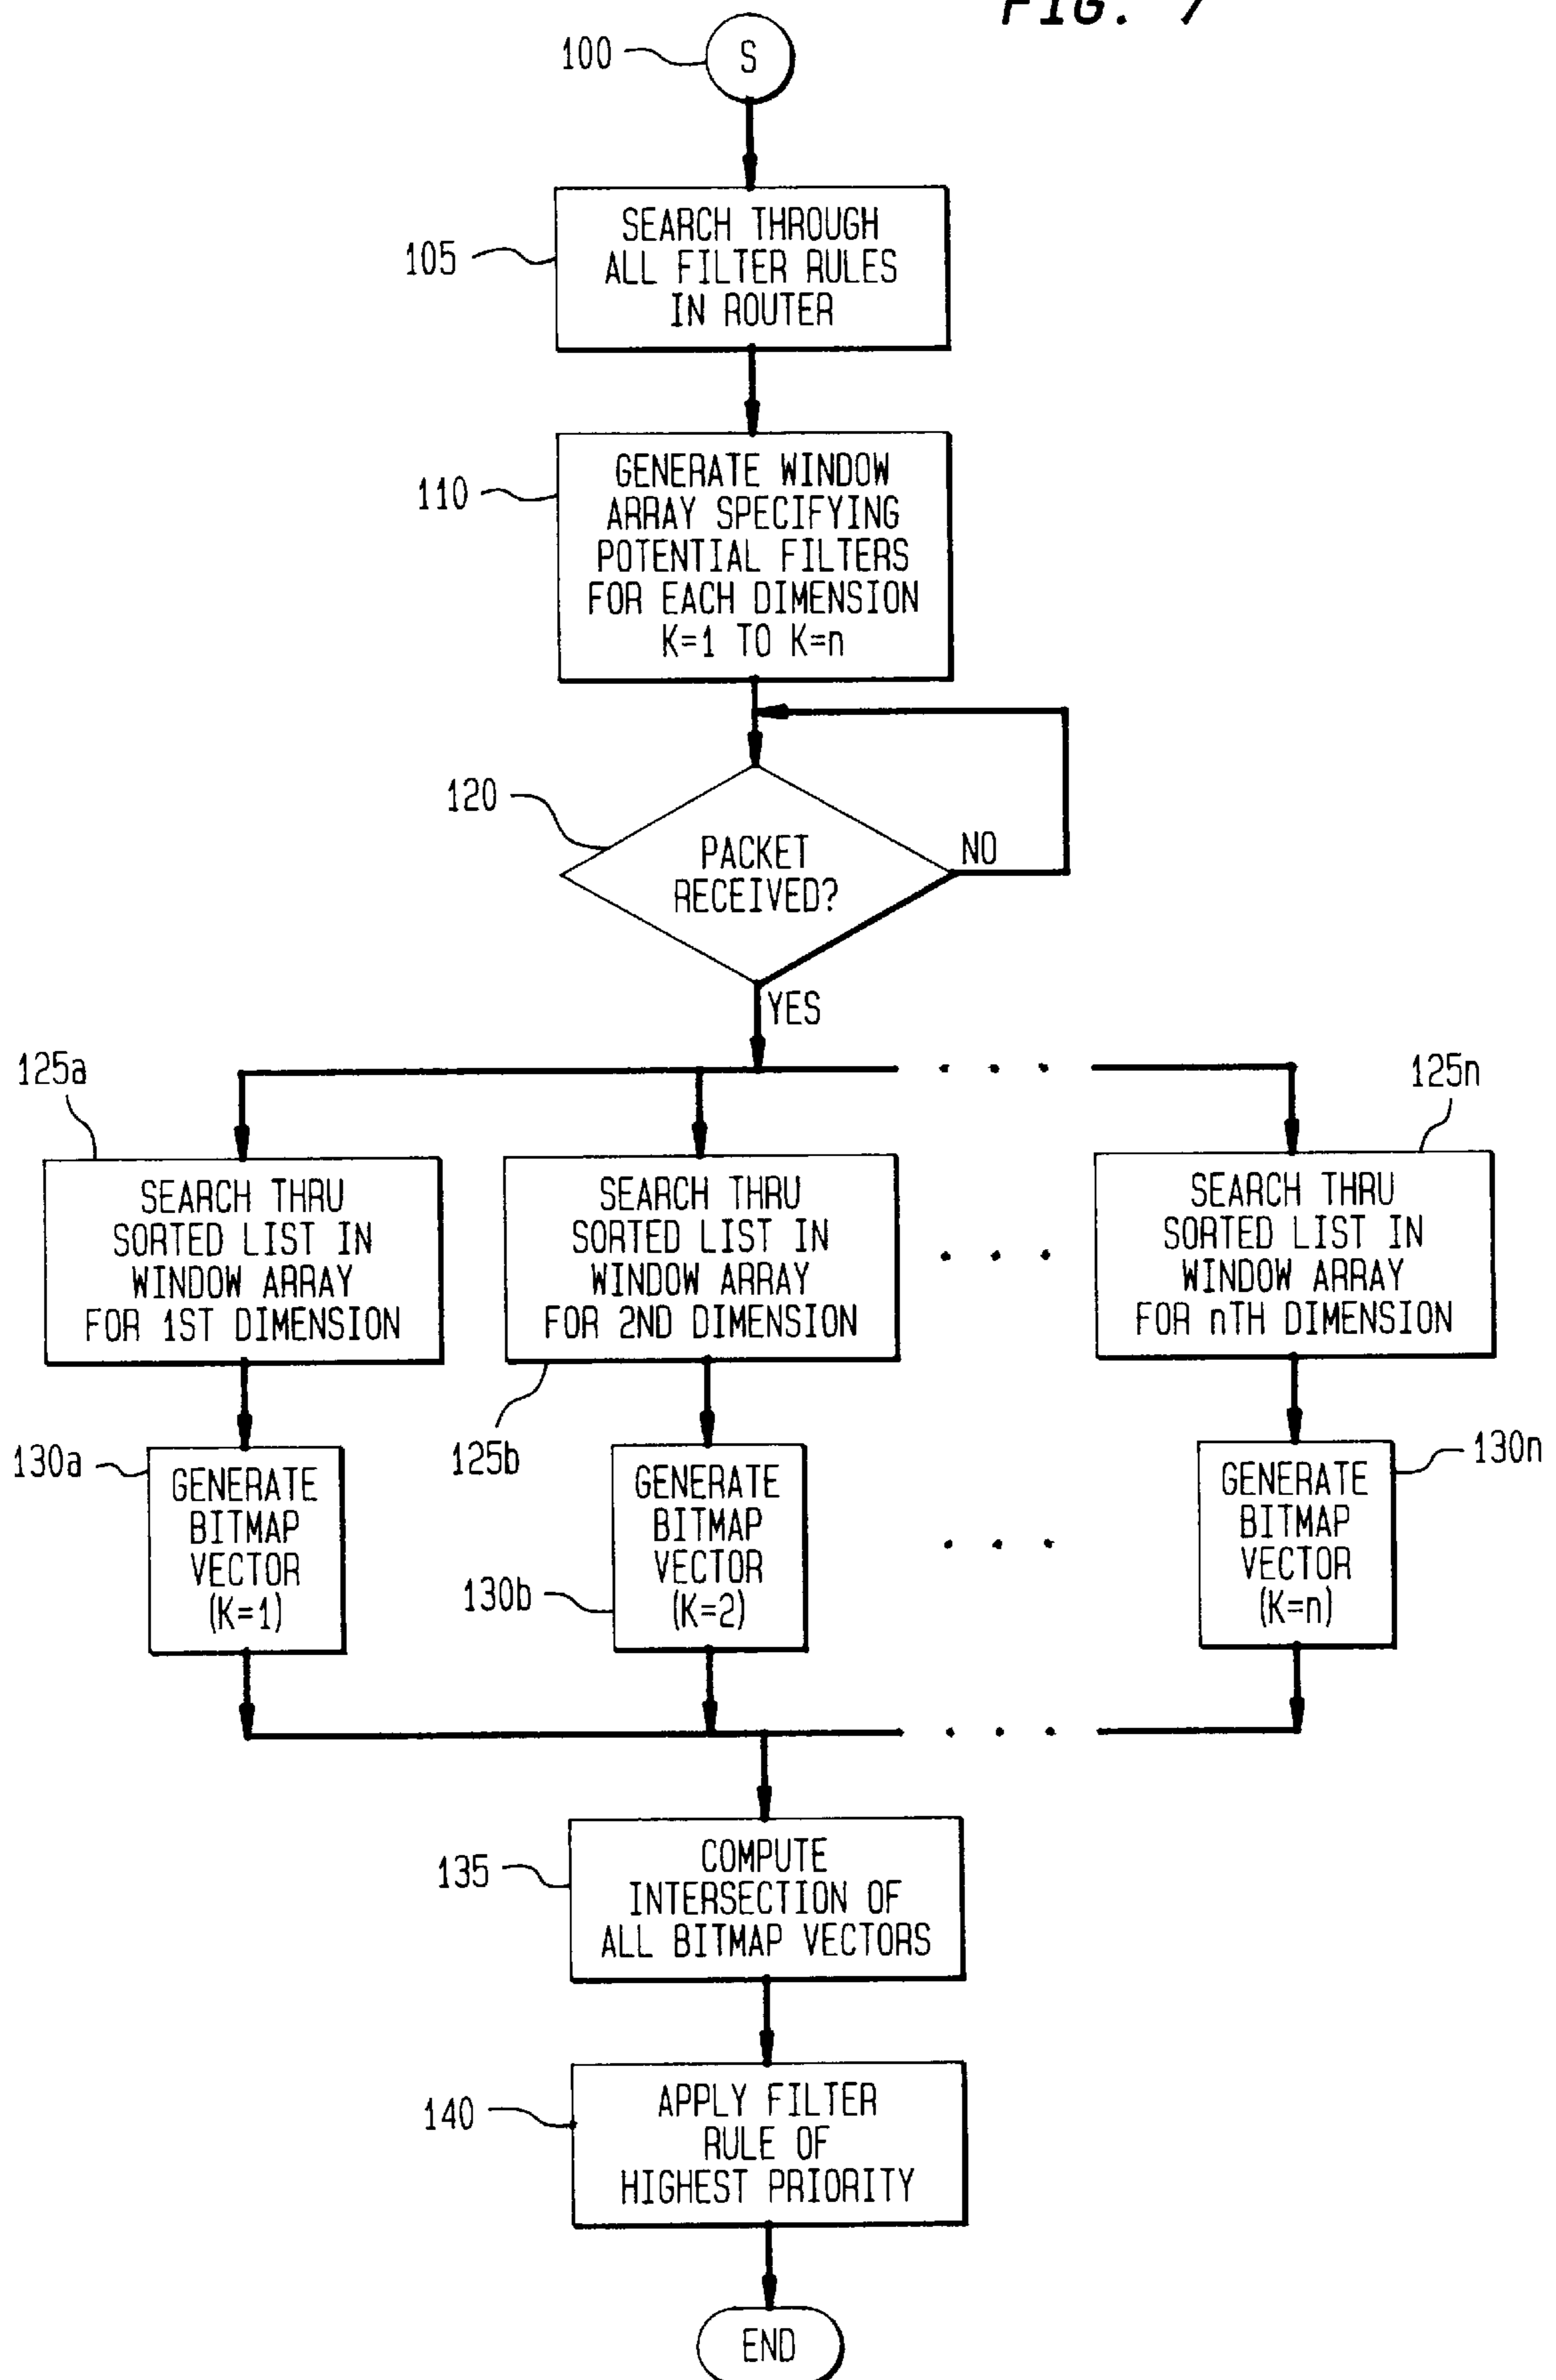 FIG. 7
100
S
105
SEARCH THROUGH
ALL FILTER RULES
IN ROUTER
110
GENERATE WINDOW
ARRAY SPECIFYING
POTENTIAL FILTERS
FOR EACH DIMENSION
K=1 TO K=n
120
PACKET
RECEIVED?
NO
YES
125a
SEARCH THRU
SORTED LIST IN
WINDOW ARRAY
FOR 1ST DIMENSION
SEARCH THRU
SORTED LIST IN
WINDOW ARRAY
FOR 2ND DIMENSION
125b
. . .
125n
SEARCH THRU
SORTED LIST IN
WINDOW ARRAY
FOR nTH DIMENSION
130a
GENERATE
BITMAP
VECTOR
(K=1)
130b
GENERATE
BITMAP
VECTOR
(K=2)
. . .
130n
GENERATE
BITMAP
VECTOR
(K=n)
135
COMPUTE
INTERSECTION OF
ALL BITMAP VECTORS
140
APPLY FILTER
RULE OF
HIGHEST PRIORITY
END